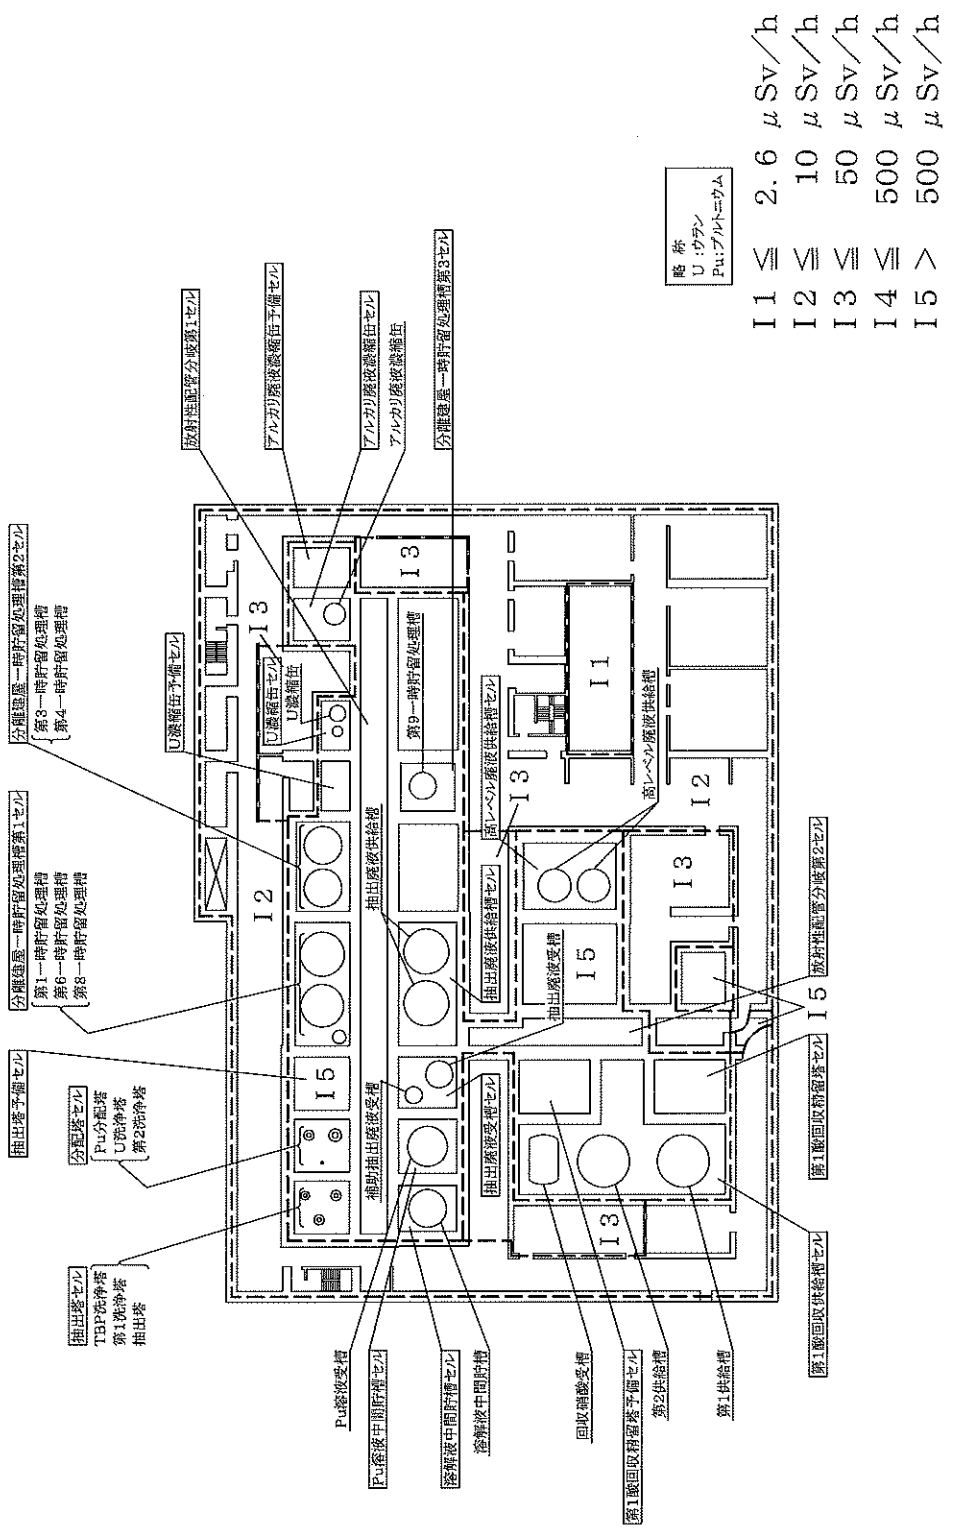 分離建屋一時貯留処理槽第2セル
第3一時貯留処理槽
第4一時貯留処理槽
分離建屋一時貯留処理槽第1セル
第1一時貯留処理槽
第6一時貯留処理槽
第8一時貯留処理槽
抽出塔予備セル
分配塔セル
Pu分配塔
U洗浄塔
第2洗浄塔
抽出塔セル
TBP洗浄塔
第1洗浄塔
抽出塔
U濃縮缶予備セル
放射性配管分岐第1セル
アルカリ廃液濃縮缶予備セル
アルカリ廃液濃縮缶セル
アルカリ廃液濃縮缶
分離建屋一時貯留処理槽第3セル
I3
I3
U濃縮缶セル
U濃縮缶
第9一時貯留処理槽
I2
I5
抽出廃液供給槽
補助抽出廃液受槽
高レベル廃液供給槽セル
I3
I1
高レベル廃液供給槽
抽出廃液供給槽セル
抽出廃液受槽
抽出廃液受槽セル
I5
I3
I2
I5
I3
放射性配管分岐第2セル
第1酸回収精留塔セル
第1酸回収供給槽セル
Pu溶液受槽
Pu溶液中間貯槽セル
溶解液中間貯槽セル
溶解液中間貯槽
回収硝酸受槽
第1酸回収精留塔予備セル
第2供給槽
第1供給槽
略 称
U :ウラン
Pu:プルトニウム
I1 ≦ 2.6 μSv/h
I2 ≦ 10 μSv/h
I3 ≦ 50 μSv/h
I4 ≦ 500 μSv/h
I5 > 500 μSv/h